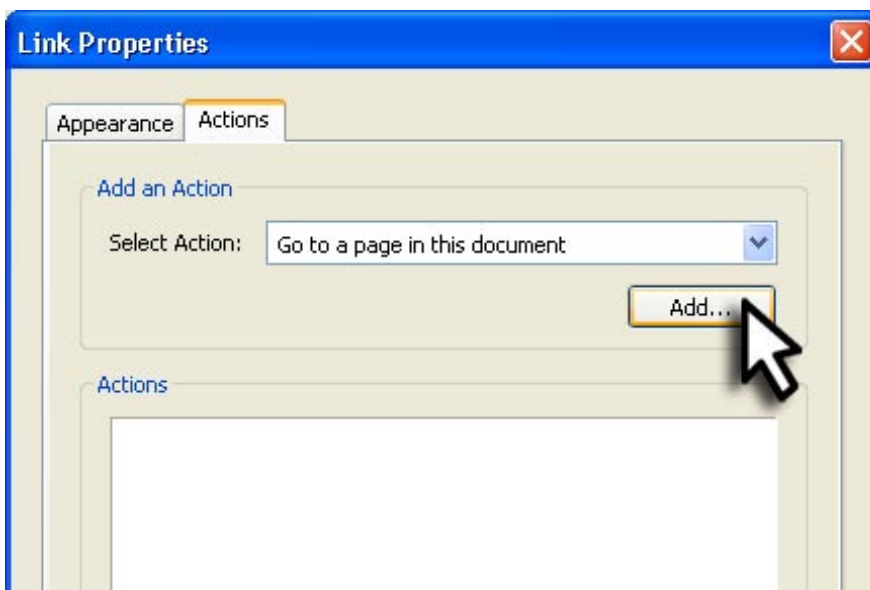 Link Properties
Appearance Actions
Add an Action
Select Action: Go to a page in this document
Add...
Actions